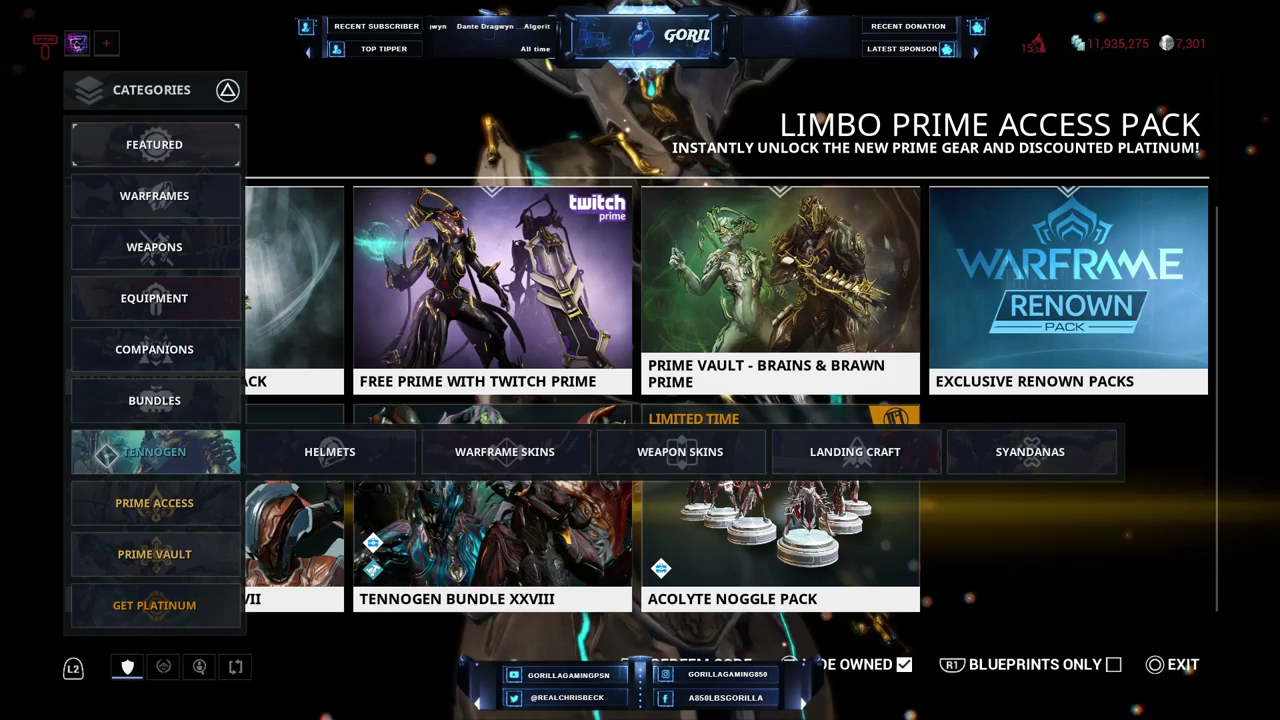 RECENT SUBSCRIBER
Dante Dragwyn
Algorit
TOP TIPPER
All time
RECENT DONATION
LATEST SPONSOR
11,935,275
7,301
CATEGORIES
LIMBO PRIME ACCESS PACK
INSTANTLY UNLOCK THE NEW PRIME GEAR AND DISCOUNTED PLATINUM!
FEATURED
WARFRAMES
WEAPONS
EQUIPMENT
COMPANIONS
BUNDLES
TENNOGEN
PRIME ACCESS
PRIME VAULT
GET PLATINUM
ACK
twitch
prime
FREE PRIME WITH TWITCH PRIME
PRIME VAULT - BRAINS & BRAWN
PRIME
WARFRAME
RENOWN
PACK
EXCLUSIVE RENOWN PACKS
LIMITED TIME
HELMETS
WARFRAME SKINS
WEAPON SKINS
LANDING CRAFT
SYANDANAS
VII
TENNOGEN BUNDLE XXVIII
ACOLYTE NOGGLE PACK
L2
DE OWNED
R1 BLUEPRINTS ONLY
EXIT
GORILLAGAMINGPSN
GORILLAGAMING850
@REALCHRISBECK
A850LBSGORILLA